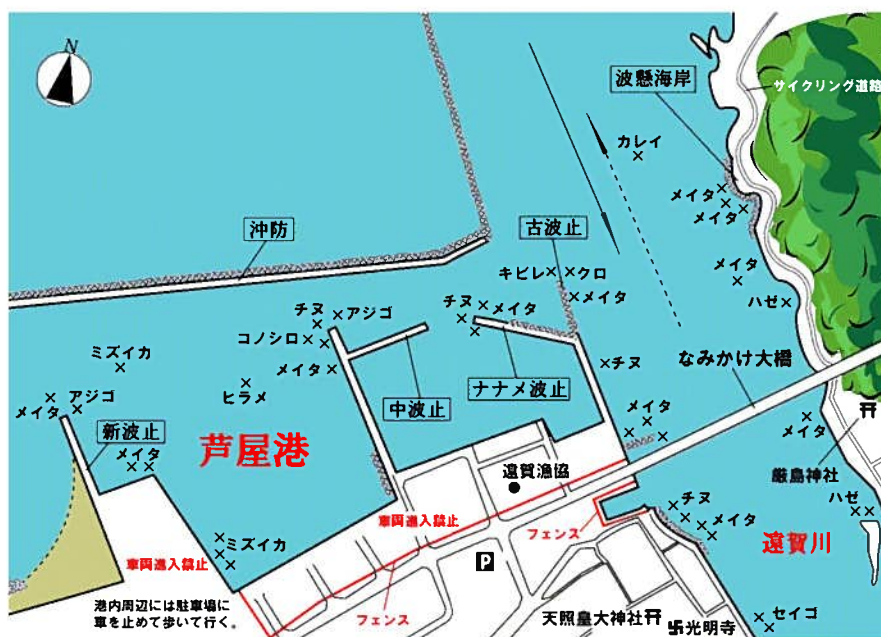 N
サイクリング道路
波懸海岸
カレイ
メイタ
メイタ
沖防
古波止
キビレ
クロ
メイタ
メイタ
ハゼ
チヌ
アジゴ
チヌ
メイタ
コノシロ
ミズイカ
メイタ
チヌ
なみかけ大橋
ヒラメ
中波止
ナナメ波止
アジゴ
メイタ
新波止
メイタ
芦屋港
メイタ
メイタ
厳島神社
遠賀漁協
チヌ
メイタ
ハゼ
車両進入禁止
フェンス
遠賀川
ミズイカ
車両進入禁止
P
フェンス
港内周辺には駐車場に
車を止めて歩いて行く。
天照皇大神社
卐光明寺
セイゴ